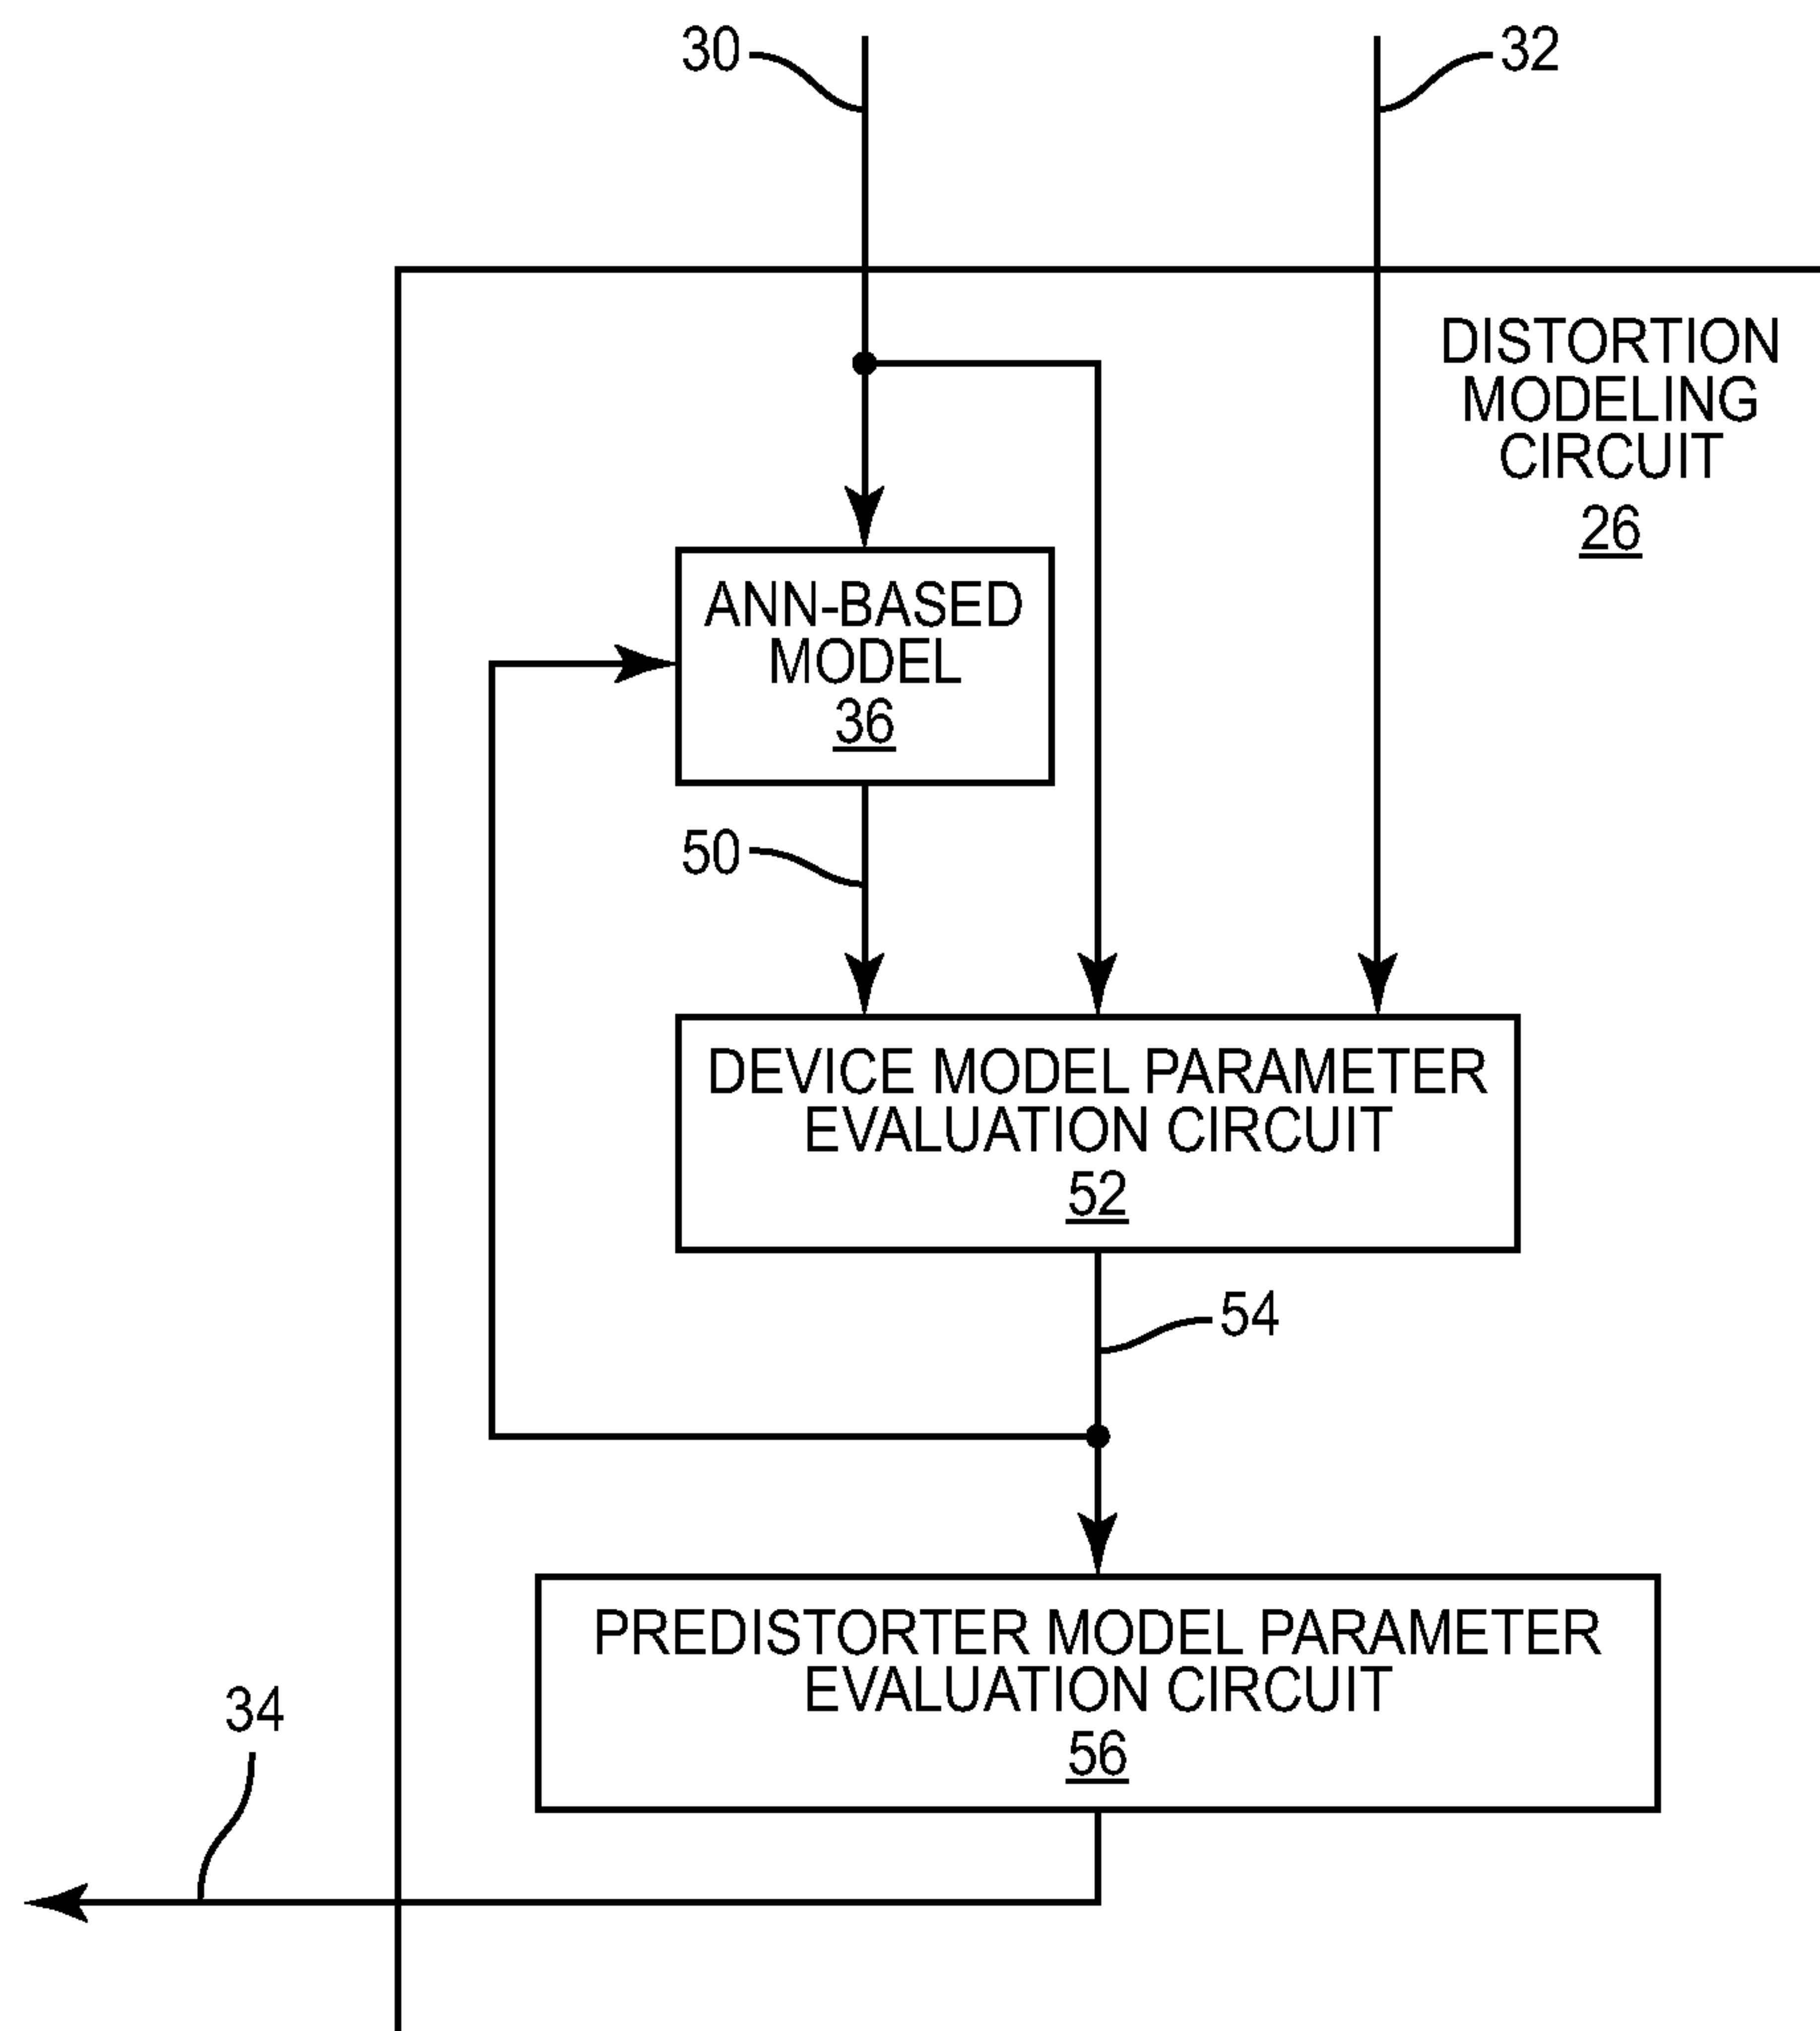 30
32
DISTORTION
MODELING
CIRCUIT
26
ANN-BASED
MODEL
36
50
DEVICE MODEL PARAMETER
EVALUATION CIRCUIT
52
54
PREDISTORTER MODEL PARAMETER
EVALUATION CIRCUIT
56
34